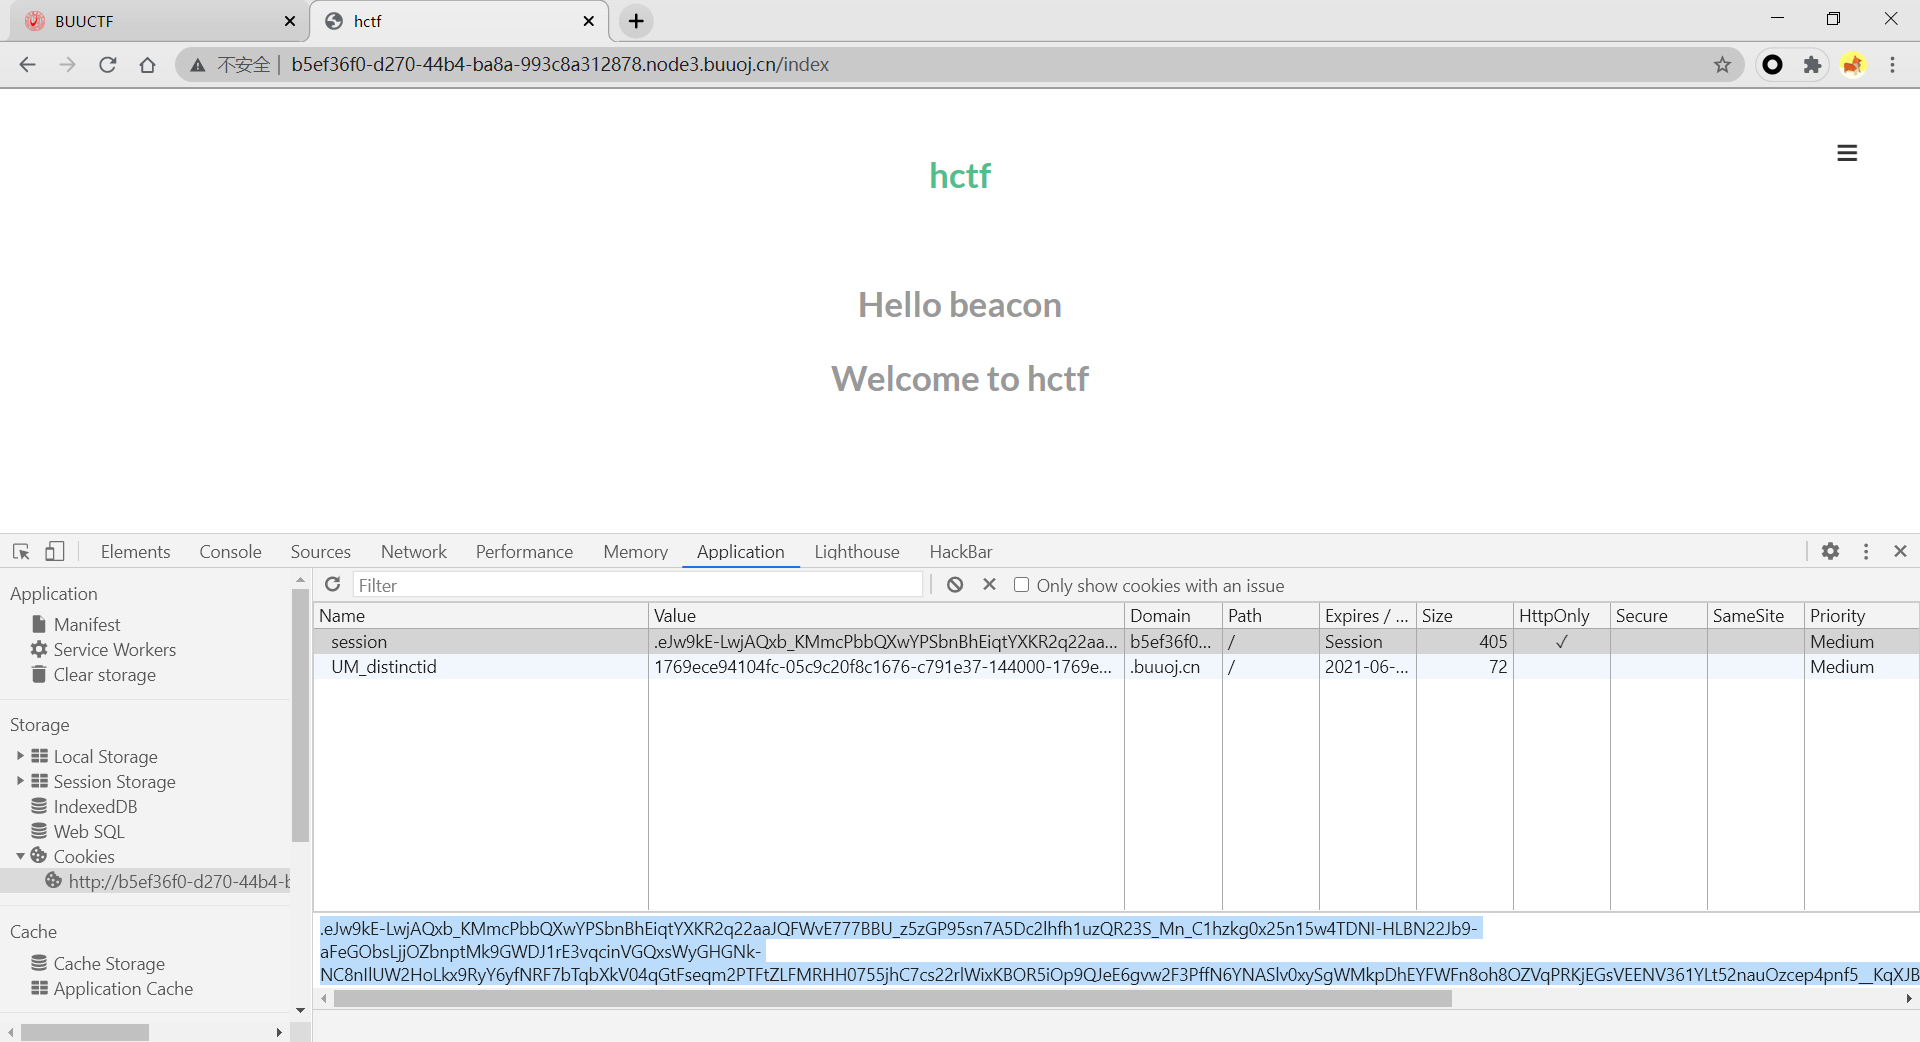 BUUCTF
hctf
不安全
b5ef36f0-d270-44b4-ba8a-993c8a312878.node3.buuoj.cn/index
hctf
Hello beacon
Welcome to hctf
Elements Console Sources Network Performance Memory Application Lighthouse HackBar
Application
Manifest
Service Workers
Clear storage
Storage
Local Storage
Session Storage
IndexedDB
Web SQL
Cookies
http://b5ef36f0-d270-44b4-b
Cache
Cache Storage
Application Cache
Filter
Only show cookies with an issue
Name Value Domain Path Expires / ... Size HttpOnly Secure SameSite Priority
session .eJw9kE-LwjAQxb_KMmcPbbQXwYPSbnBhEiqtYXKR2q22aa... b5ef36f0... / Session 405 ✓ Medium
UM_distinctid 1769ece94104fc-05c9c20f8c1676-c791e37-144000-1769e... .buuoj.cn / 2021-06-... 72 Medium
.eJw9kE-LwjAQxb_KMmcPbbQXwYPSbnBhEiqtYXKR2q22aaJQFWvE777BBU_z5zGP95sn7A5Dc2lhfh1uzQR23S_Mn_C1hzkg0x25n15w4TDNI-HLBN22Jb9-
aFeGObsLjjOZbnptMk9GWDJ1rE3vqcinVGQxsWyGHGNk-
NC8nIlUW2HoLkx9RyY6yfNRF7bTqbXkV04qGtFseqm2PTFtZLFMRHH0755jhC7cs22rlWixKBOR5iOp9QJeE6gvw2F3PffN6YNASlv0xySgWMkpDhEYFWFn8oh8OZVqPRKjEGsVEENV361YLt52nauOzcep4pnf5__KqXJB